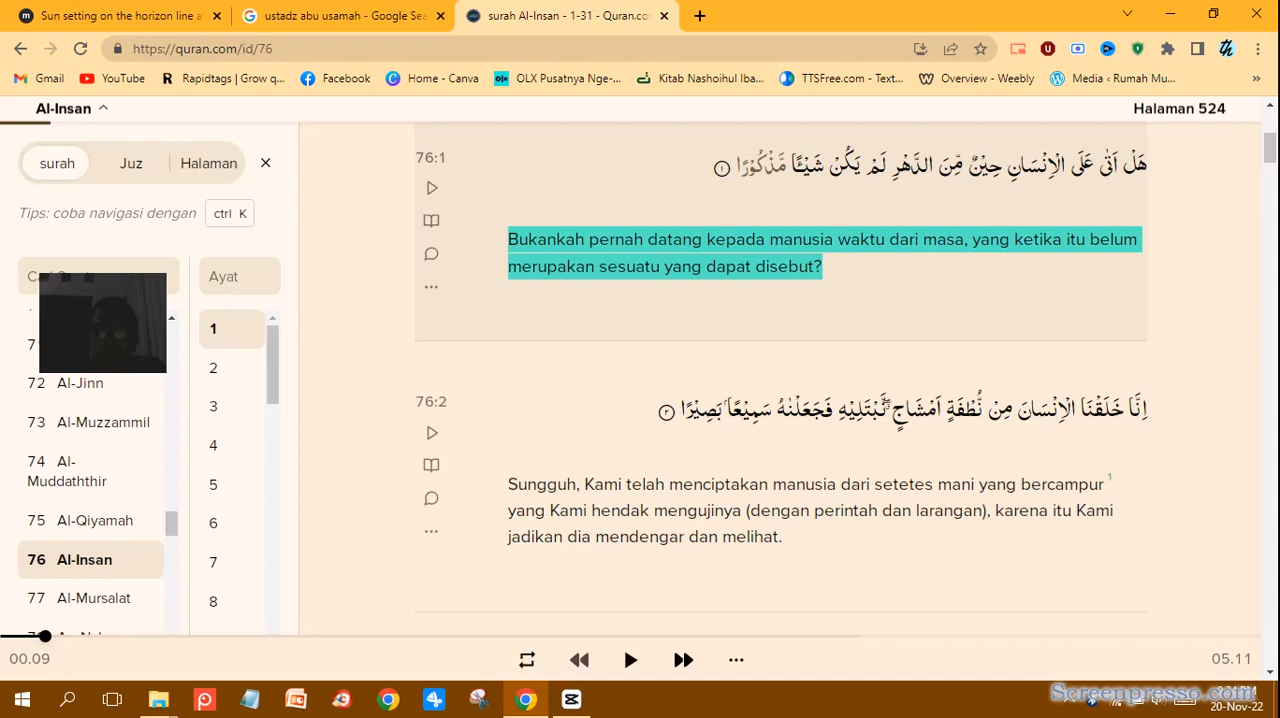 Sun setting on the horizon line a
ustadz abu usamah - Google Sea
surah Al-Insan - 1-31 - Quran.co
https://quran.com/id/76
Gmail
YouTube
Rapidtags | Grow q...
Facebook
Home - Canva
OLX Pusatnya Nge-...
Kitab Nashoihul Iba...
TTSFree.com - Text...
Overview - Weebly
Media ‹ Rumah Mu...
Al-Insan
Halaman 524
surah Juz Halaman
Tips: coba navigasi dengan ctrl K
Ayat
72 Al-Jinn
73 Al-Muzzammil
74 Al-
Muddaththir
75 Al-Qiyamah
76 Al-Insan
77 Al-Mursalat
1
2
3
4
5
6
7
8
76:1
هَلْ اَتٰى عَلَى الْاِنْسَانِ حِيْنٌ مِّنَ الدَّهْرِ لَمْ يَكُنْ شَيْـًٔا مَّذْكُوْرًا ١
Bukankah pernah datang kepada manusia waktu dari masa, yang ketika itu belum
merupakan sesuatu yang dapat disebut?
76:2
اِنَّا خَلَقْنَا الْاِنْسَانَ مِنْ نُّطْفَةٍ اَمْشَاجٍۖ نَّبْتَلِيْهِ فَجَعَلْنٰهُ سَمِيْعًاۢ بَصِيْرًا ٢
Sungguh, Kami telah menciptakan manusia dari setetes mani yang bercampur 1
yang Kami hendak mengujinya (dengan perintah dan larangan), karena itu Kami
jadikan dia mendengar dan melihat.
00.09
05.11
Screenpresso.com
20-Nov-22